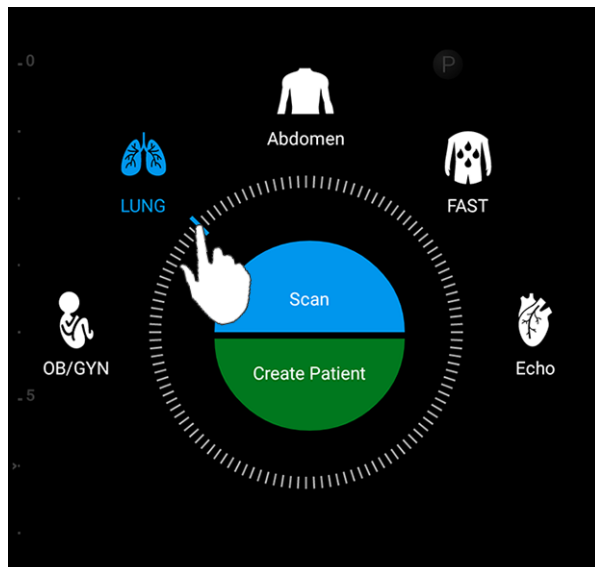 0
P
Abdomen
LUNG
FAST
Scan
OB/GYN
Echo
Create Patient
5